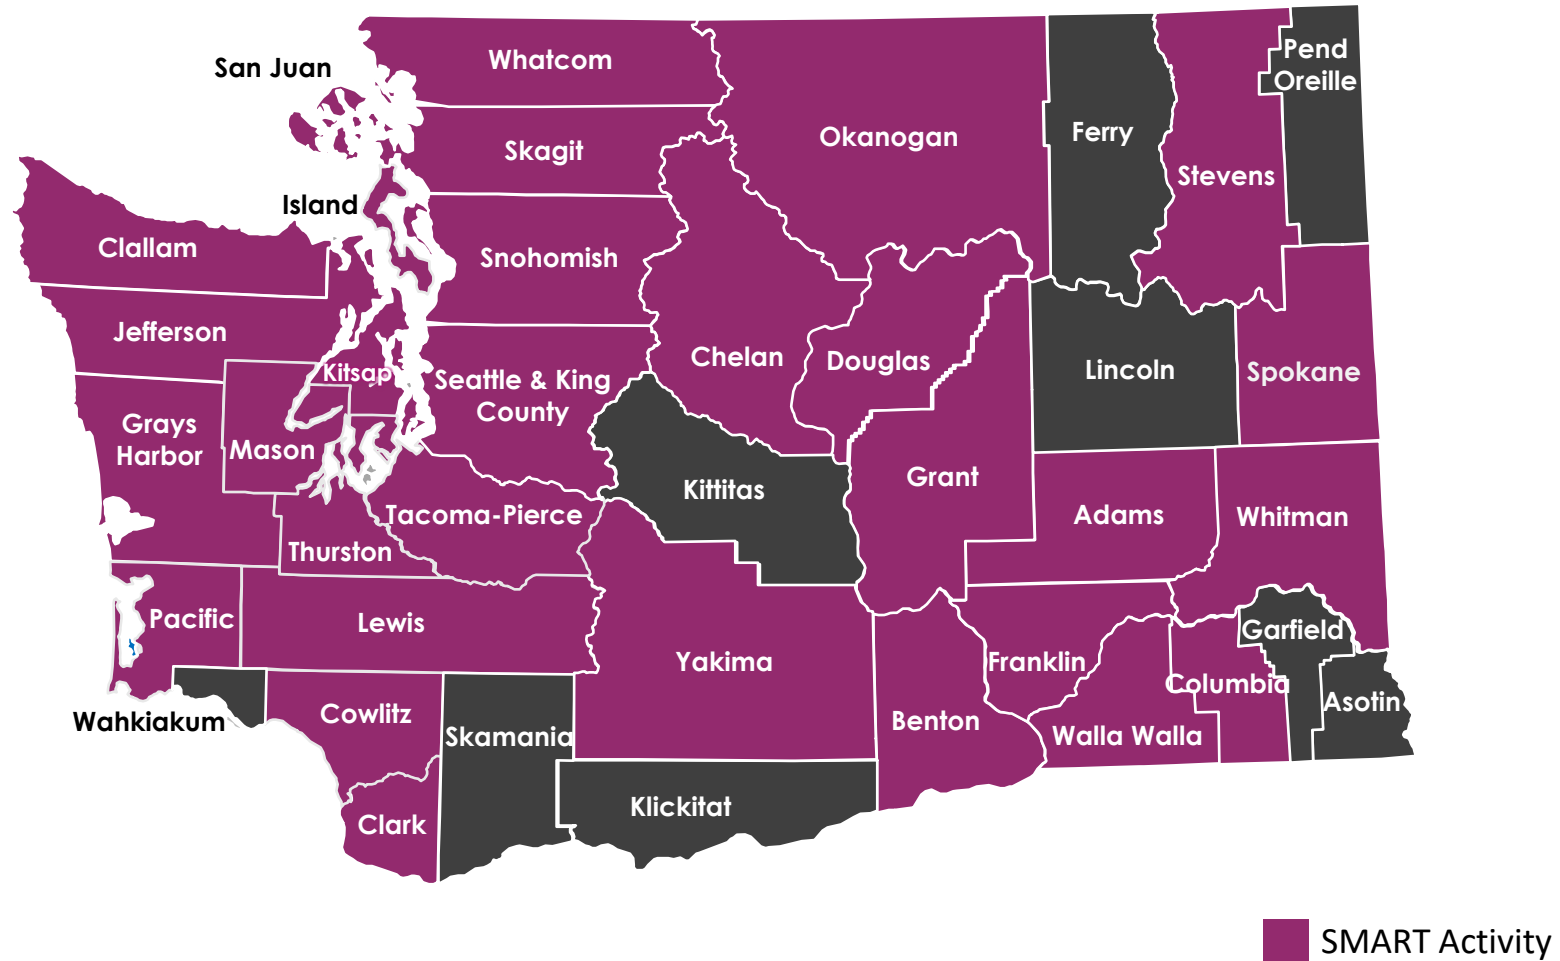 San Juan
Whatcom
Pend
Oreille
Ferry
Okanogan
Skagit
Stevens
Island
Clallam
Snohomish
Jefferson
Chelan
Douglas
Lincoln
Spokane
Kitsap
Seattle & King
County
Grays
Harbor
Mason
Grant
Kittitas
Tacoma-Pierce
Adams
Whitman
Thurston
Pacific
Lewis
Garfield
Yakima
Franklin
Columbia
Asotin
Wahkiakum
Cowlitz
Skamania
Benton
Walla Walla
Klickitat
Clark
SMART Activity